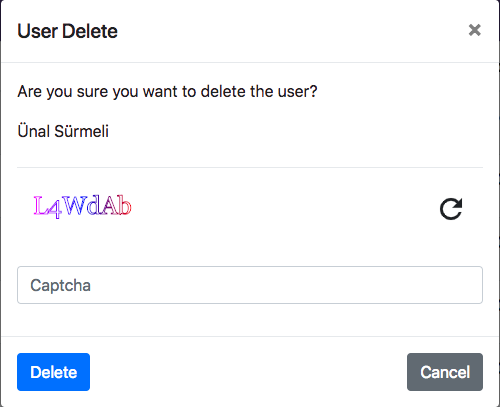 User Delete ×
Are you sure you want to delete the user?
Ünal Sürmeli
L4WdAb
Captcha
Delete Cancel